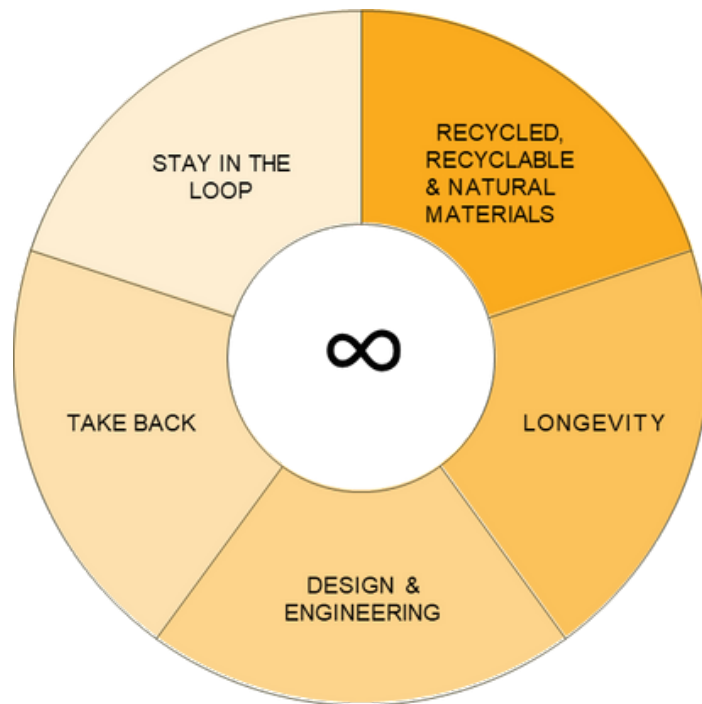 RECYCLED,
RECYCLABLE
& NATURAL
MATERIALS
LONGEVITY
DESIGN &
ENGINEERING
TAKE BACK
STAY IN THE
LOOP